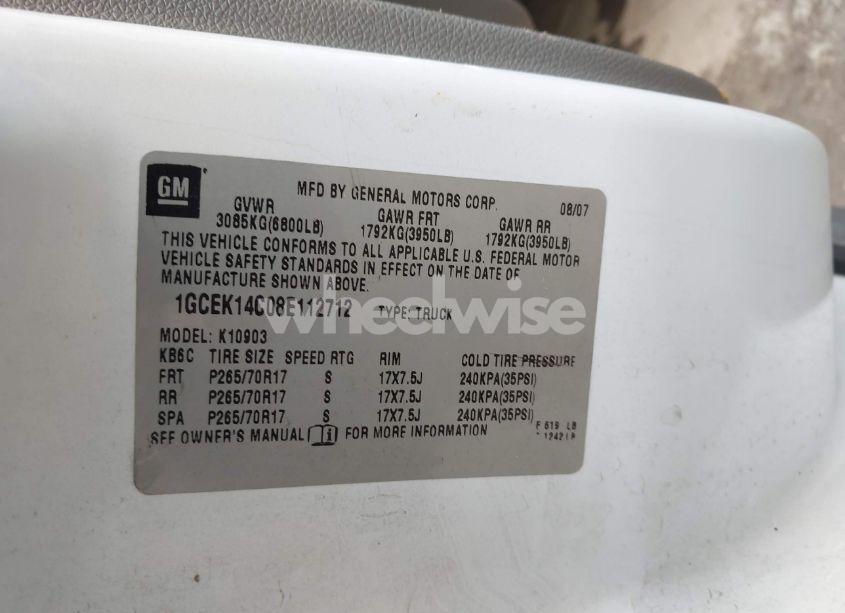 GM
MFD BY GENERAL MOTORS CORP. 08/07
GVWR GAWR FRT GAWR RR
3085KG(6800LB) 1792KG(3950LB) 1792KG(3950LB)
THIS VEHICLE CONFORMS TO ALL APPLICABLE U.S. FEDERAL MOTOR
VEHICLE SAFETY STANDARDS IN EFFECT ON THE DATE OF
MANUFACTURE SHOWN ABOVE.
1GCEK14C08E112712 TYPE: TRUCK
wheelwise
MODEL: K10903
KB6C TIRE SIZE SPEED RTG RIM COLD TIRE PRESSURE
FRT P265/70R17 S 17X7.5J 240KPA(35PSI)
RR P265/70R17 S 17X7.5J 240KPA(35PSI)
SPA P265/70R17 S 17X7.5J 240KPA(35PSI)
SEE OWNER'S MANUAL FOR MORE INFORMATION
F 619 LB
1242 LB